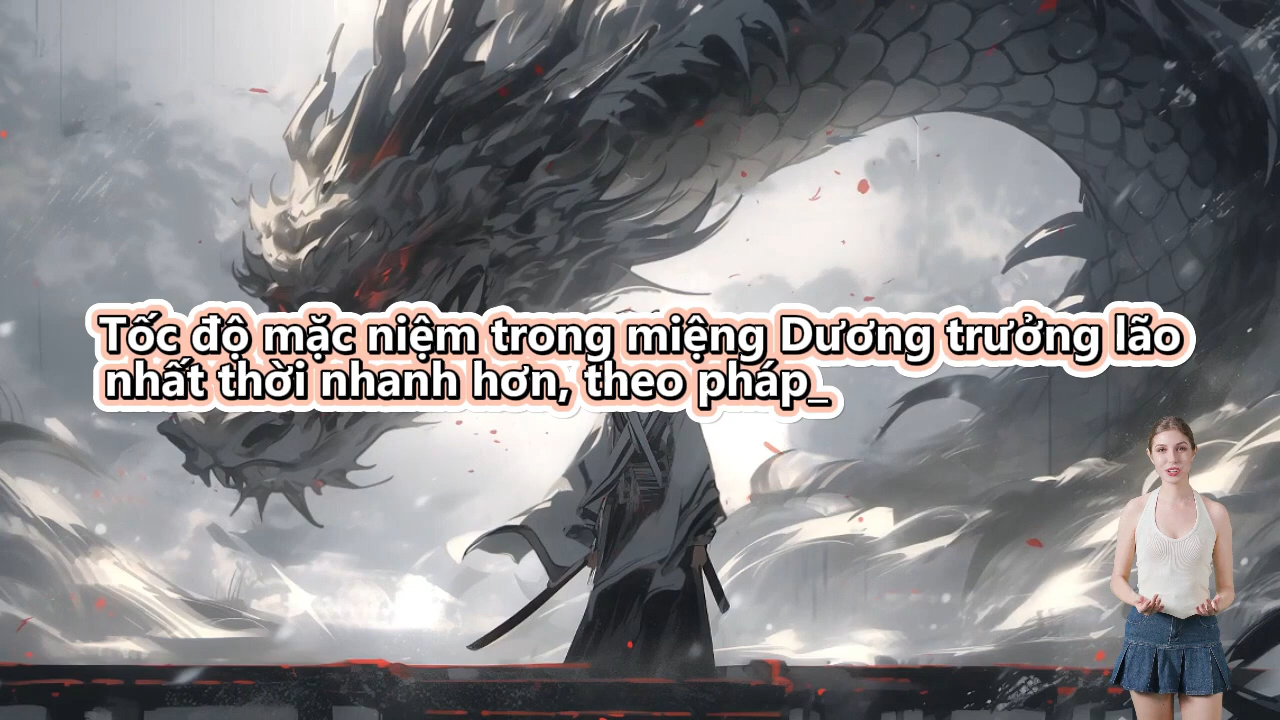 Tốc độ mặc niệm trong miệng Dương trưởng lão
nhất thời nhanh hơn, theo pháp_